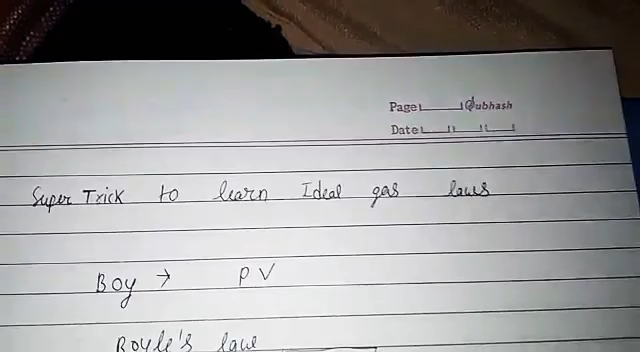 Page Subhash
Date
Super Trick to learn Ideal gas laws
Boy → PV
Boyle's law